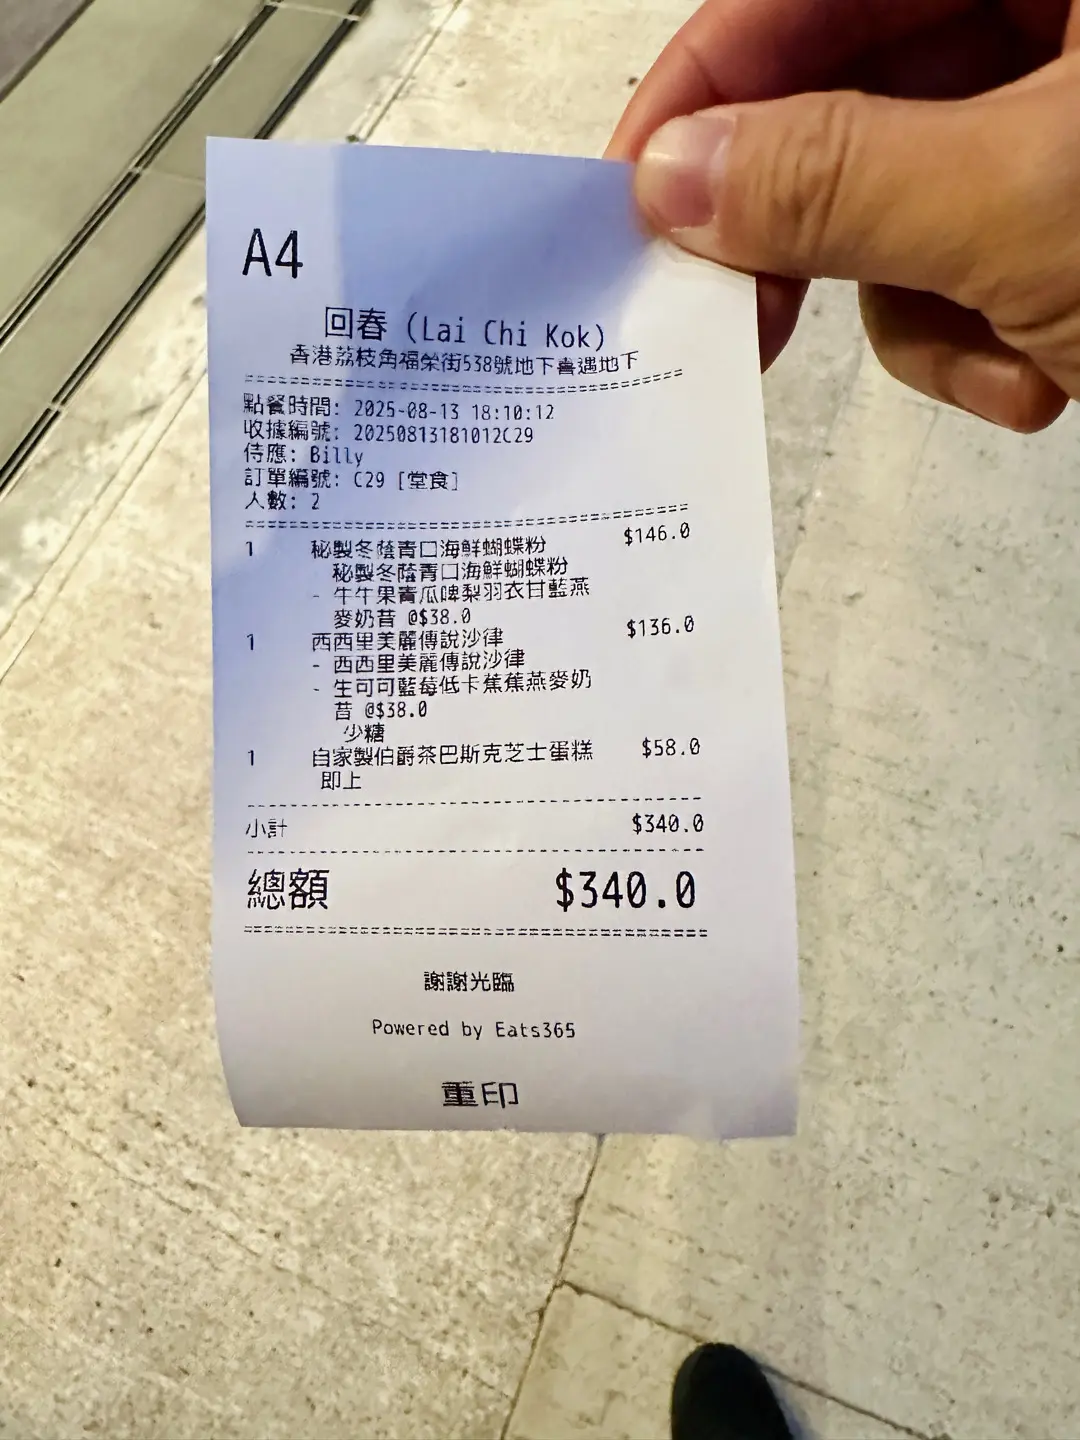 A4
回春 (Lai Chi Kok)
香港荔枝角福榮街538號地下喜遇地下
點餐時間: 2025-08-13 18:10:12
收據編號: 20250813181012C29
侍應: Billy
訂單編號: C29 [堂食]
人數: 2
1 秘製冬蔭青口海鮮蝴蝶粉 $146.0
秘製冬蔭青口海鮮蝴蝶粉
- 牛牛果青瓜啤梨羽衣甘藍燕
麥奶昔 @$38.0
1 西西里美麗傳說沙律 $136.0
- 西西里美麗傳說沙律
- 生可可藍莓低卡蕉蕉燕麥奶
昔 @$38.0
少糖
1 自家製伯爵茶巴斯克芝士蛋糕 $58.0
即上
小計 $340.0
總額 $340.0
謝謝光臨
Powered by Eats365
重印